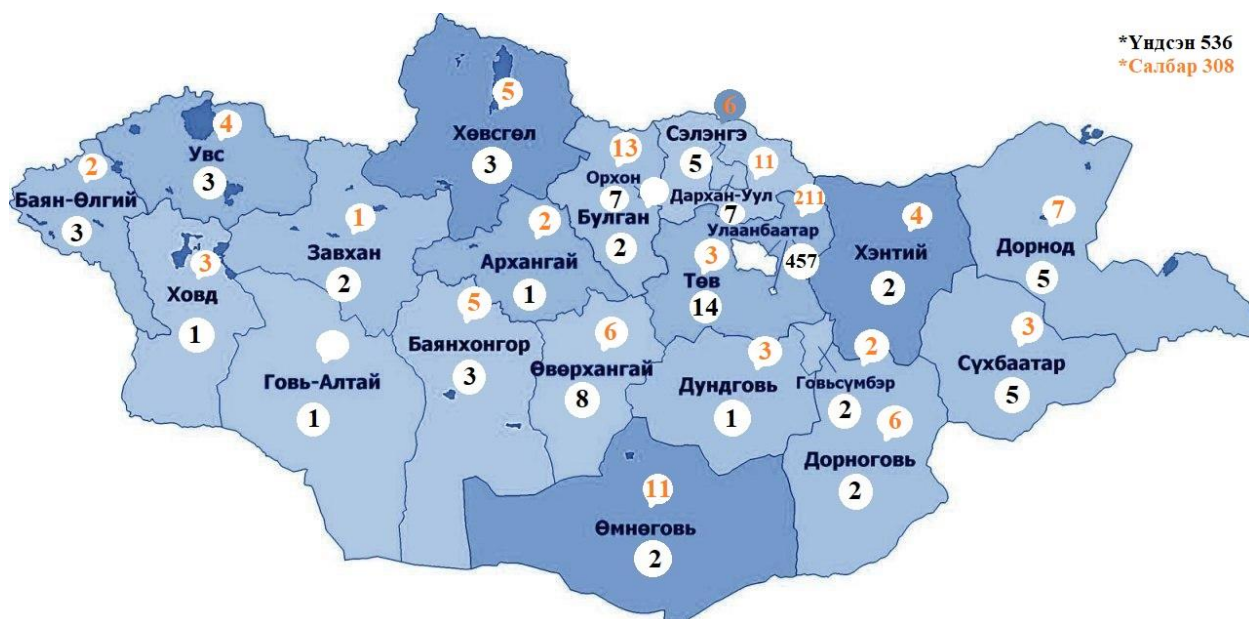 *Үндсэн 536
*Салбар 308
6
5
4
Хөвсгөл
3
13
Сэлэнгэ
5
11
2
Увс
3
Орхон
7
Дархан-Уул
7
211
Баян-Өлгий
3
1
Завхан
2
2
Архангай
1
Булган
2
Улаанбаатар
457
4
Хэнтий
2
7
Дорнод
5
3
Ховд
1
3
Төв
14
5
Баянхонгор
3
6
Өвөрхангай
8
3
Дундговь
1
2
Говьсүмбэр
2
3
Сүхбаатар
5
Говь-Алтай
1
6
Дорноговь
2
11
Өмнөговь
2